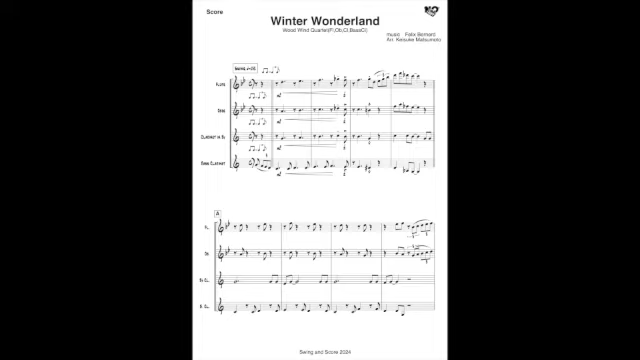 Score
Winter Wonderland
Wood Wind Quartet(Fl,Ob,Cl,BassCl)
music Felix Bernard
Arr. Keisuke Matsumoto
Flute
Oboe
Clarinet in B♭
Bass Clarinet
A
Fl.
Ob.
B♭ Cl.
B. Cl.
Swing and Score 2024